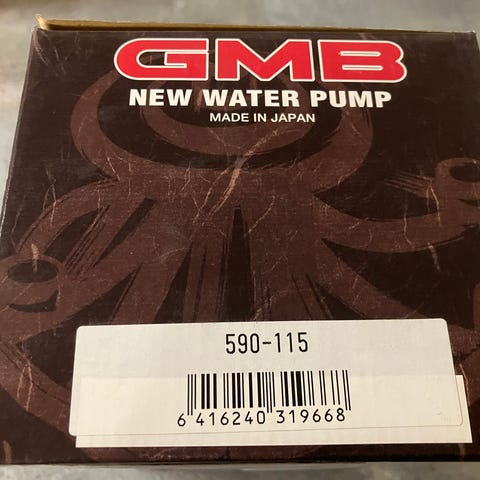 GMB
NEW WATER PUMP
MADE IN JAPAN
590-115
6 416240 319668